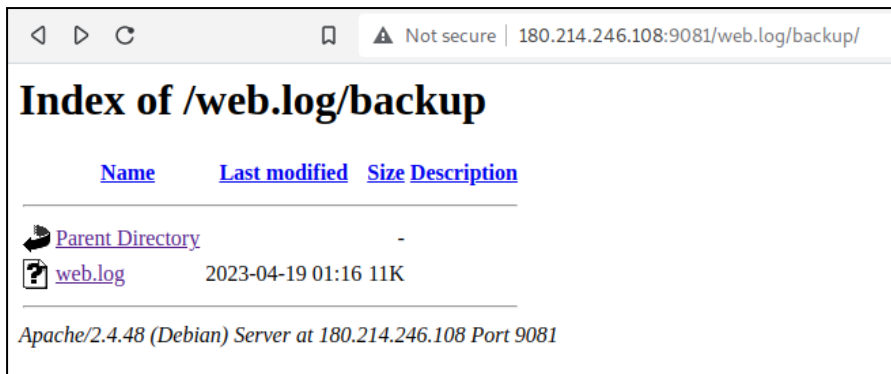 Not secure | 180.214.246.108:9081/web.log/backup/
Index of /web.log/backup
Name Last modified Size Description
Parent Directory -
web.log 2023-04-19 01:16 11K
Apache/2.4.48 (Debian) Server at 180.214.246.108 Port 9081